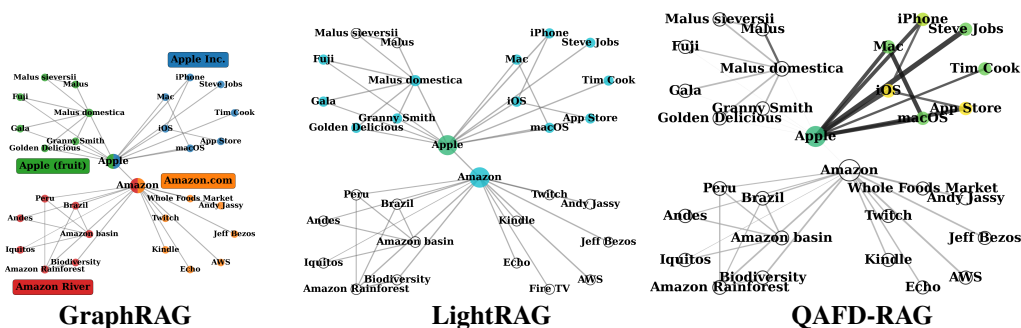 Apple Inc.
Malus sieversii
Malus
iPhone
Steve Jobs
Fuji
Mac
Malus domestica
Tim Cook
Gala
iOS
Granny Smith
App Store
Golden Delicious
macOS
Apple (fruit)
Apple
Amazon
Amazon.com
Peru
Whole Foods Market
Brazil
Andy Jassy
Andes
Twitch
Amazon basin
Jeff Bezos
Iquitos
Kindle
Biodiversity
AWS
Amazon Rainforest
Echo
Amazon River
GraphRAG
Malus sieversii
Malus
iPhone
Steve Jobs
Fuji
Mac
Malus domestica
Tim Cook
Gala
iOS
Granny Smith
App Store
Golden Delicious
macOS
Apple
Amazon
Peru
Twitch
Brazil
Andy Jassy
Andes
Kindle
Amazon basin
Jeff Bezos
Iquitos
Echo
Biodiversity
AWS
Amazon Rainforest
Fire TV
LightRAG
iPhone
Malus
Steve Jobs
Fuji
Mac
Malus domestica
Tim Cook
Gala
iOS
Granny Smith
App Store
Golden Delicious
macOS
Apple
Amazon
Peru
Whole Foods Market
Brazil
Andy Jassy
Andes
Twitch
Amazon basin
Jeff Bezos
Iquitos
Kindle
Biodiversity
AWS
Amazon Rainforest
Echo
Malus sieversii
QAFD-RAG